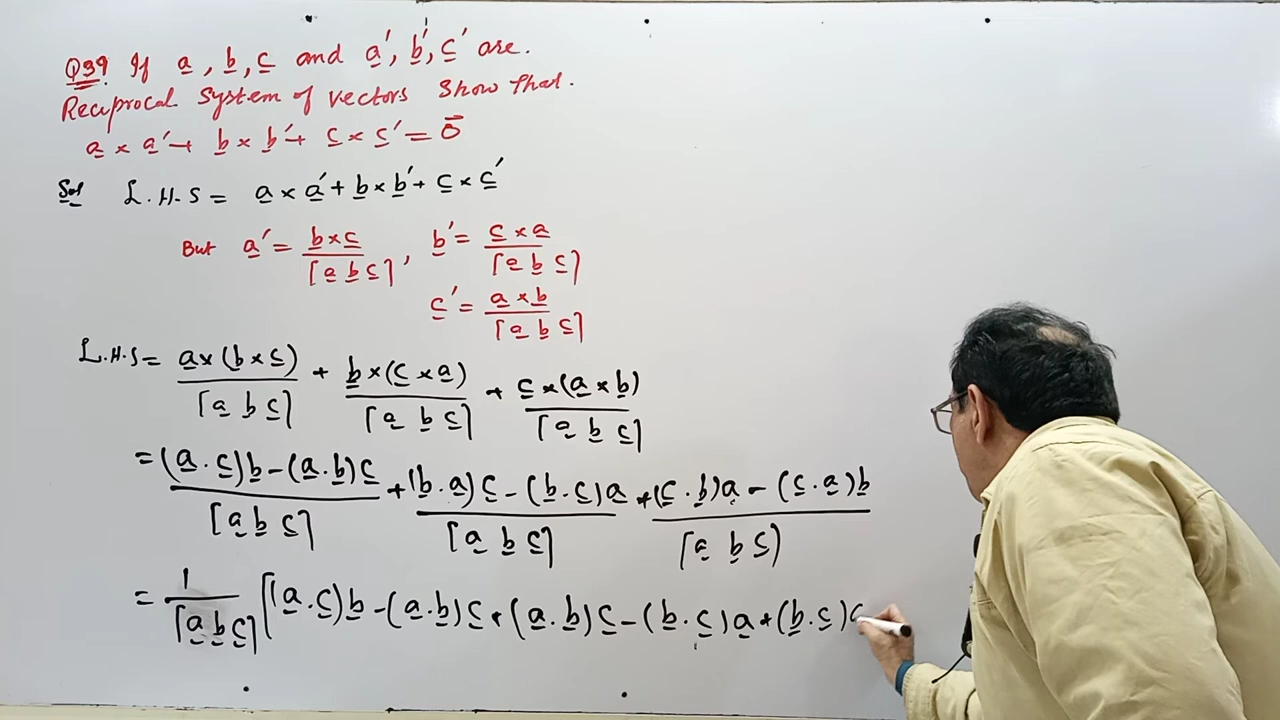 Q39. If a̲, b̲, c̲ and a̲′, b̲′, c̲′ are.
Reciprocal System of vectors Show that.
a̲ × a̲′ + b̲ × b̲′ + c̲ × c̲′ = 0⃗
Sol L.H.S = a̲ × a̲′ + b̲ × b̲′ + c̲ × c̲′
But a̲′ = (b̲ × c̲)/[a̲ b̲ c̲], b̲′ = (c̲ × a̲)/[a̲ b̲ c̲]
c̲′ = (a̲ × b̲)/[a̲ b̲ c̲]
L.H.S = a̲×(b̲ × c̲)/[a̲ b̲ c̲] + b̲×(c̲ × a̲)/[a̲ b̲ c̲] + c̲×(a̲ × b̲)/[a̲ b̲ c̲]
= ((a̲.c̲)b̲ - (a̲.b̲)c̲)/[a̲ b̲ c̲] + ((b̲.a̲)c̲ - (b̲.c̲)a̲)/[a̲ b̲ c̲] + ((c̲.b̲)a̲ - (c̲.a̲)b̲)/[a̲ b̲ c̲]
= 1/[a̲ b̲ c̲] [(a̲.c̲)b̲ - (a̲.b̲)c̲ + (a̲.b̲)c̲ - (b̲.c̲)a̲ + (b̲.c̲)